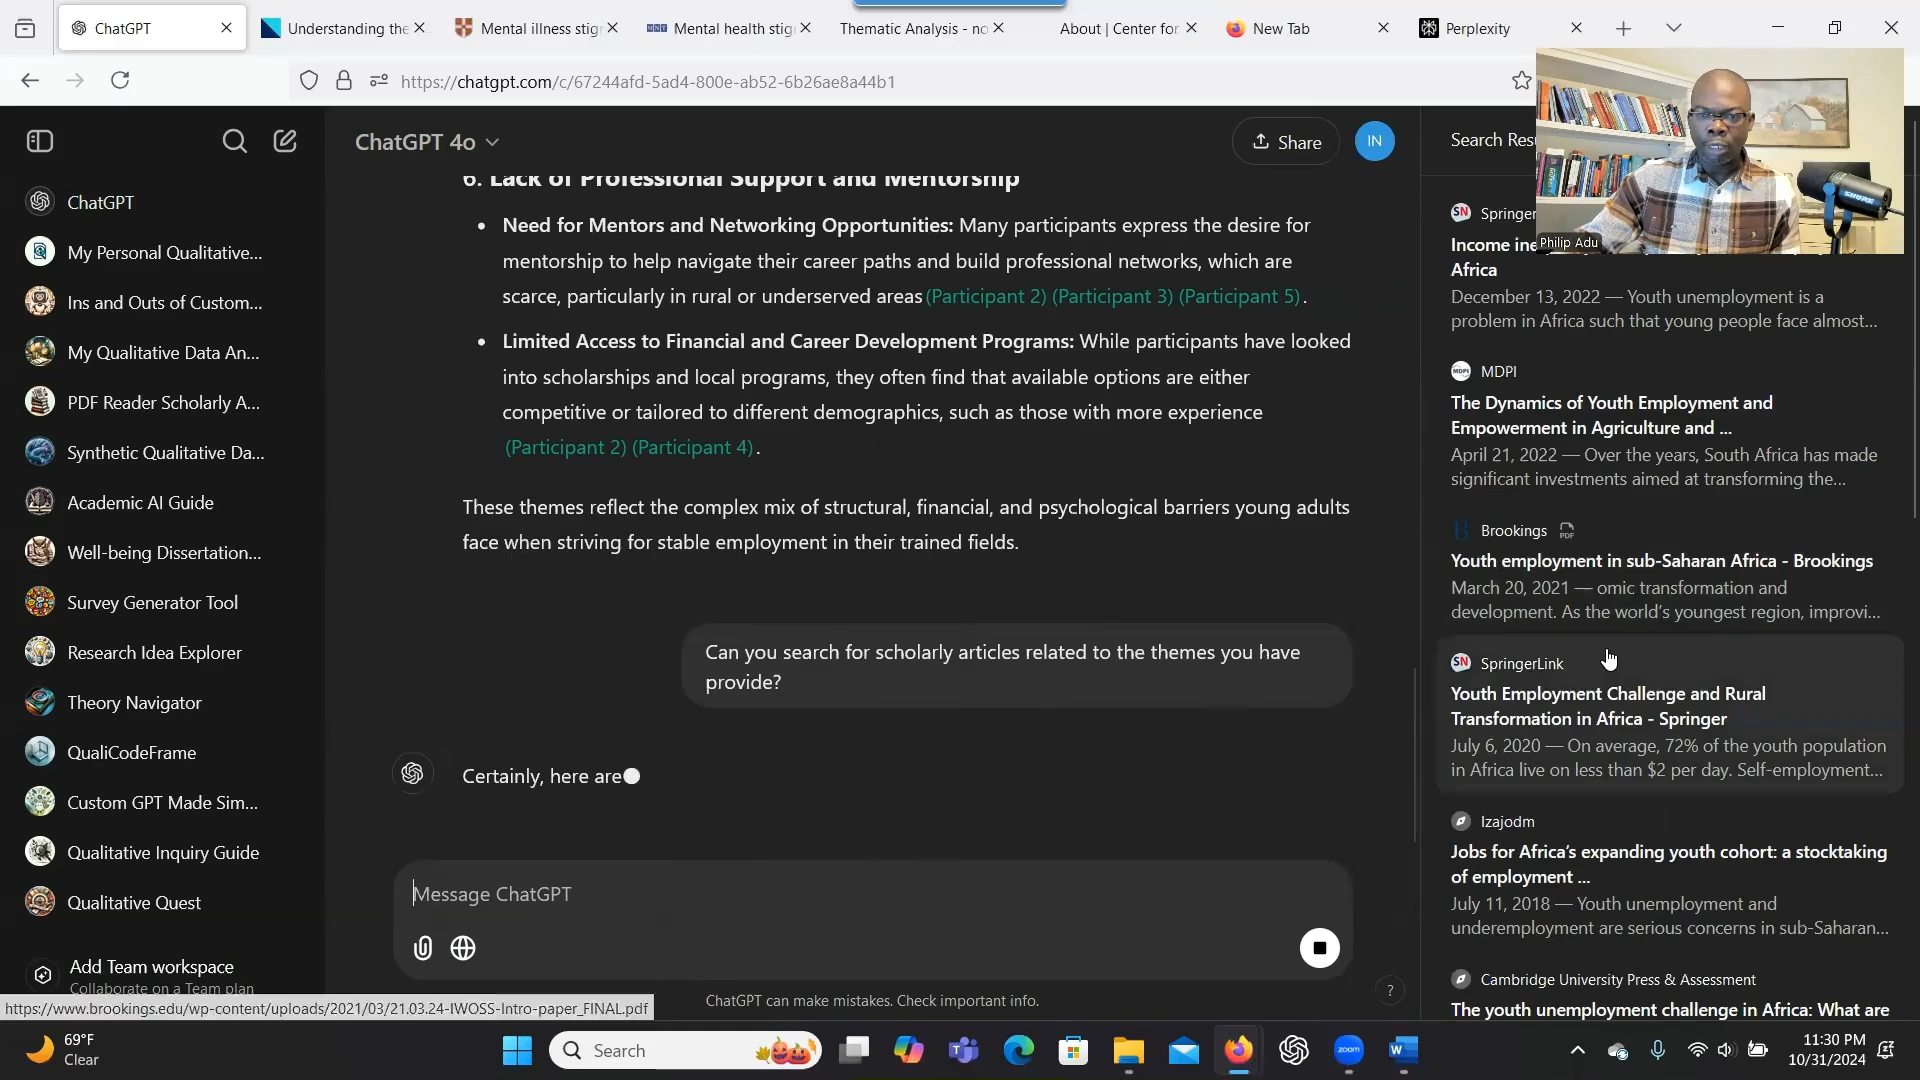 ChatGPT
Understanding the
Mental illness stig
Mental health stig
Thematic Analysis - no
About | Center for
New Tab
Perplexity
https://chatgpt.com/c/67244afd-5ad4-800e-ab52-6b26ae8a44b1
ChatGPT
My Personal Qualitative...
Ins and Outs of Custom...
My Qualitative Data An...
PDF Reader Scholarly A...
Synthetic Qualitative Da...
Academic AI Guide
Well-being Dissertation...
Survey Generator Tool
Research Idea Explorer
Theory Navigator
QualiCodeFrame
Custom GPT Made Sim...
Qualitative Inquiry Guide
Qualitative Quest
Add Team workspace
Collaborate on a Team plan
https://www.brookings.edu/wp-content/uploads/2021/03/21.03.24-IWOSS-Intro-paper_FINAL.pdf
ChatGPT 4o
Share
IN
6. Lack of Professional Support and Mentorship
• Need for Mentors and Networking Opportunities: Many participants express the desire for
mentorship to help navigate their career paths and build professional networks, which are
scarce, particularly in rural or underserved areas (Participant 2) (Participant 3) (Participant 5).
• Limited Access to Financial and Career Development Programs: While participants have looked
into scholarships and local programs, they often find that available options are either
competitive or tailored to different demographics, such as those with more experience
(Participant 2) (Participant 4).
These themes reflect the complex mix of structural, financial, and psychological barriers young adults
face when striving for stable employment in their trained fields.
Can you search for scholarly articles related to the themes you have
provide?
Certainly, here are
Message ChatGPT
ChatGPT can make mistakes. Check important info.
?
Search Res
SN Springer
Income ine
Africa
December 13, 2022 — Youth unemployment is a
problem in Africa such that young people face almost...
MDPI MDPI
The Dynamics of Youth Employment and
Empowerment in Agriculture and ...
April 21, 2022 — Over the years, South Africa has made
significant investments aimed at transforming the...
B Brookings PDF
Youth employment in sub-Saharan Africa - Brookings
March 20, 2021 — omic transformation and
development. As the world's youngest region, improvi...
SN SpringerLink
Youth Employment Challenge and Rural
Transformation in Africa - Springer
July 6, 2020 — On average, 72% of the youth population
in Africa live on less than $2 per day. Self-employment...
Izajodm
Jobs for Africa's expanding youth cohort: a stocktaking
of employment ...
July 11, 2018 — Youth unemployment and
underemployment are serious concerns in sub-Saharan...
Cambridge University Press & Assessment
The youth unemployment challenge in Africa: What are
Philip Adu
SHURE
69°F
Clear
Search
zoom
11:30 PM
10/31/2024